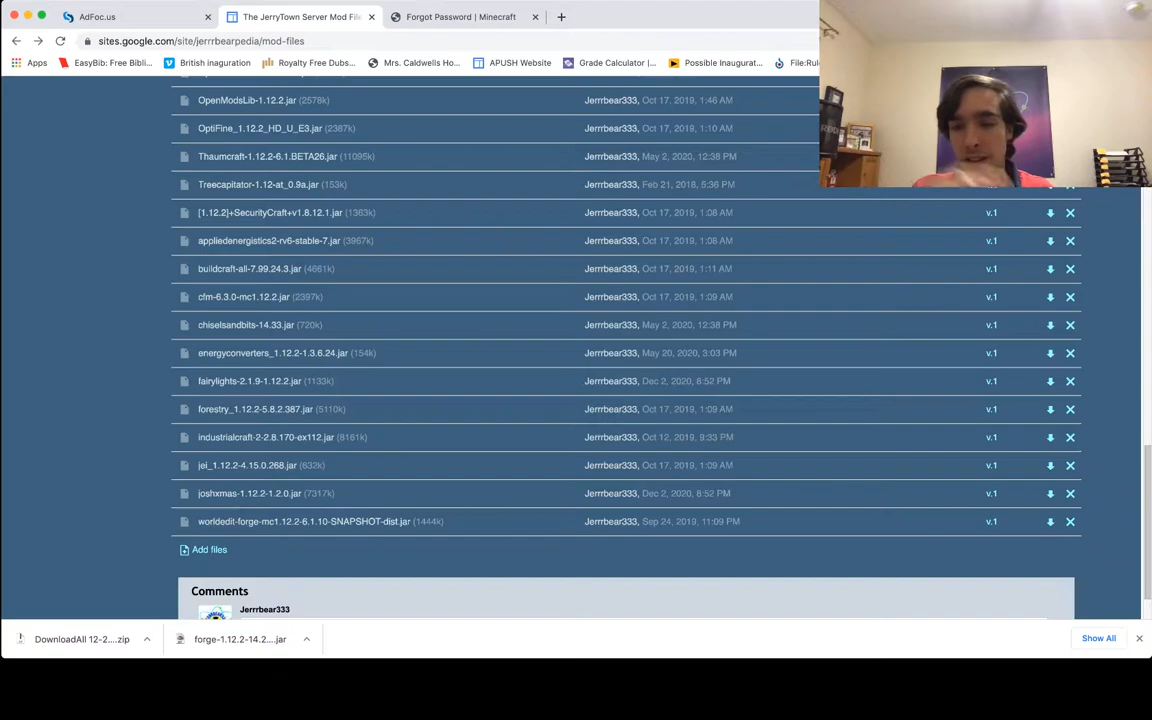 AdFoc.us
The JerryTown Server Mod File
Forgot Password | Minecraft
sites.google.com/site/jerrrbearpedia/mod-files
Apps
EasyBib: Free Bibli...
British inaguration
Royalty Free Dubs...
Mrs. Caldwells Ho...
APUSH Website
Grade Calculator |...
Possible Inaugurat...
File:Rul
OpenModsLib-1.12.2.jar (2578k) Jerrrbear333, Oct 17, 2019, 1:46 AM
OptiFine_1.12.2_HD_U_E3.jar (2387k) Jerrrbear333, Oct 17, 2019, 1:10 AM
Thaumcraft-1.12.2-6.1.BETA26.jar (11095k) Jerrrbear333, May 2, 2020, 12:38 PM
Treecapitator-1.12-at_0.9a.jar (153k) Jerrrbear333, Feb 21, 2018, 5:36 PM
[1.12.2]+SecurityCraft+v1.8.12.1.jar (1363k) Jerrrbear333, Oct 17, 2019, 1:08 AM v.1
appliedenergistics2-rv6-stable-7.jar (3967k) Jerrrbear333, Oct 17, 2019, 1:08 AM v.1
buildcraft-all-7.99.24.3.jar (4661k) Jerrrbear333, Oct 17, 2019, 1:11 AM v.1
cfm-6.3.0-mc1.12.2.jar (2397k) Jerrrbear333, Oct 17, 2019, 1:09 AM v.1
chiselsandbits-14.33.jar (720k) Jerrrbear333, May 2, 2020, 12:38 PM v.1
energyconverters_1.12.2-1.3.6.24.jar (154k) Jerrrbear333, May 20, 2020, 3:03 PM v.1
fairylights-2.1.9-1.12.2.jar (1133k) Jerrrbear333, Dec 2, 2020, 8:52 PM v.1
forestry_1.12.2-5.8.2.387.jar (5110k) Jerrrbear333, Oct 17, 2019, 1:09 AM v.1
industrialcraft-2-2.8.170-ex112.jar (8161k) Jerrrbear333, Oct 12, 2019, 9:33 PM v.1
jei_1.12.2-4.15.0.268.jar (632k) Jerrrbear333, Oct 17, 2019, 1:09 AM v.1
joshxmas-1.12.2-1.2.0.jar (7317k) Jerrrbear333, Dec 2, 2020, 8:52 PM v.1
worldedit-forge-mc1.12.2-6.1.10-SNAPSHOT-dist.jar (1444k) Jerrrbear333, Sep 24, 2019, 11:09 PM v.1
Add files
Comments
Jerrrbear333
DownloadAll 12-2....zip
forge-1.12.2-14.2....jar
Show All